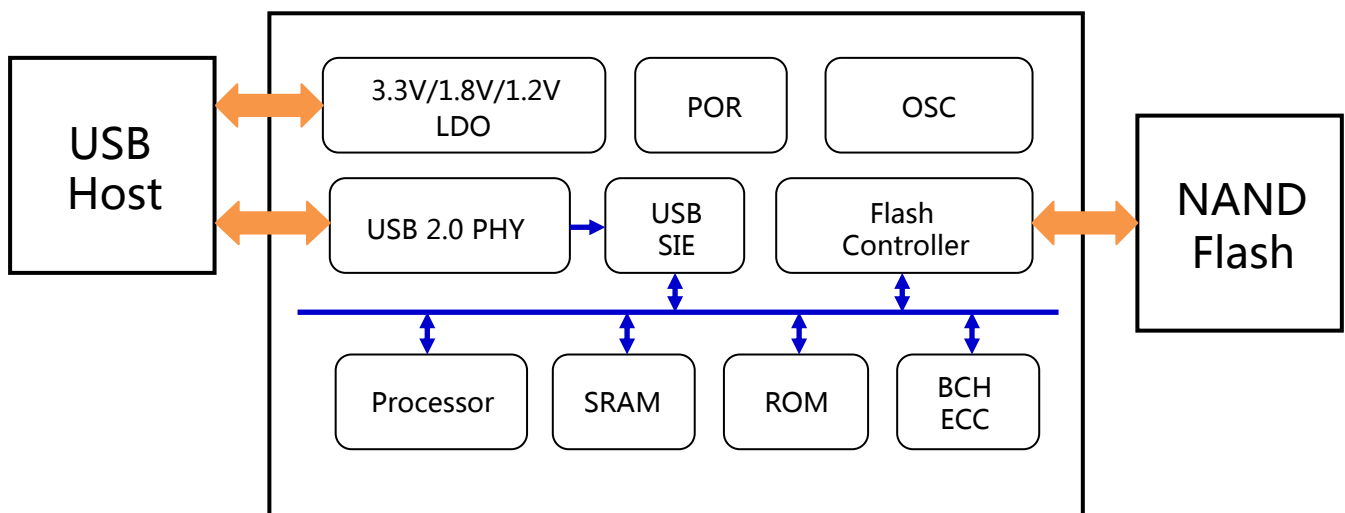 USB
Host
3.3V/1.8V/1.2V
LDO
POR
OSC
USB 2.0 PHY
USB
SIE
Flash
Controller
NAND
Flash
Processor
SRAM
ROM
BCH
ECC